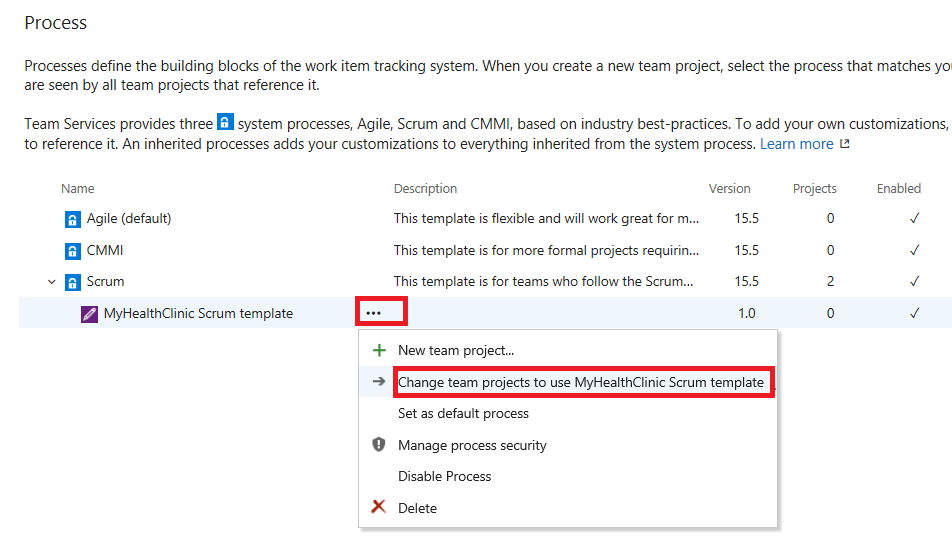 Process
Processes define the building blocks of the work item tracking system. When you create a new team project, select the process that matches
are seen by all team projects that reference it.
Team Services provides three system processes, Agile, Scrum and CMMI, based on industry best-practices. To add your own customizations,
to reference it. An inherited processes adds your customizations to everything inherited from the system process. Learn more
Name Description Version Projects Enabled
Agile (default) This template is flexible and will work great for m... 15.5 0 ✓
CMMI This template is for more formal projects requirin... 15.5 0 ✓
Scrum This template is for teams who follow the Scrum... 15.5 2 ✓
MyHealthClinic Scrum template ... 1.0 0 ✓
New team project...
Change team projects to use MyHealthClinic Scrum template
Set as default process
Manage process security
Disable Process
Delete